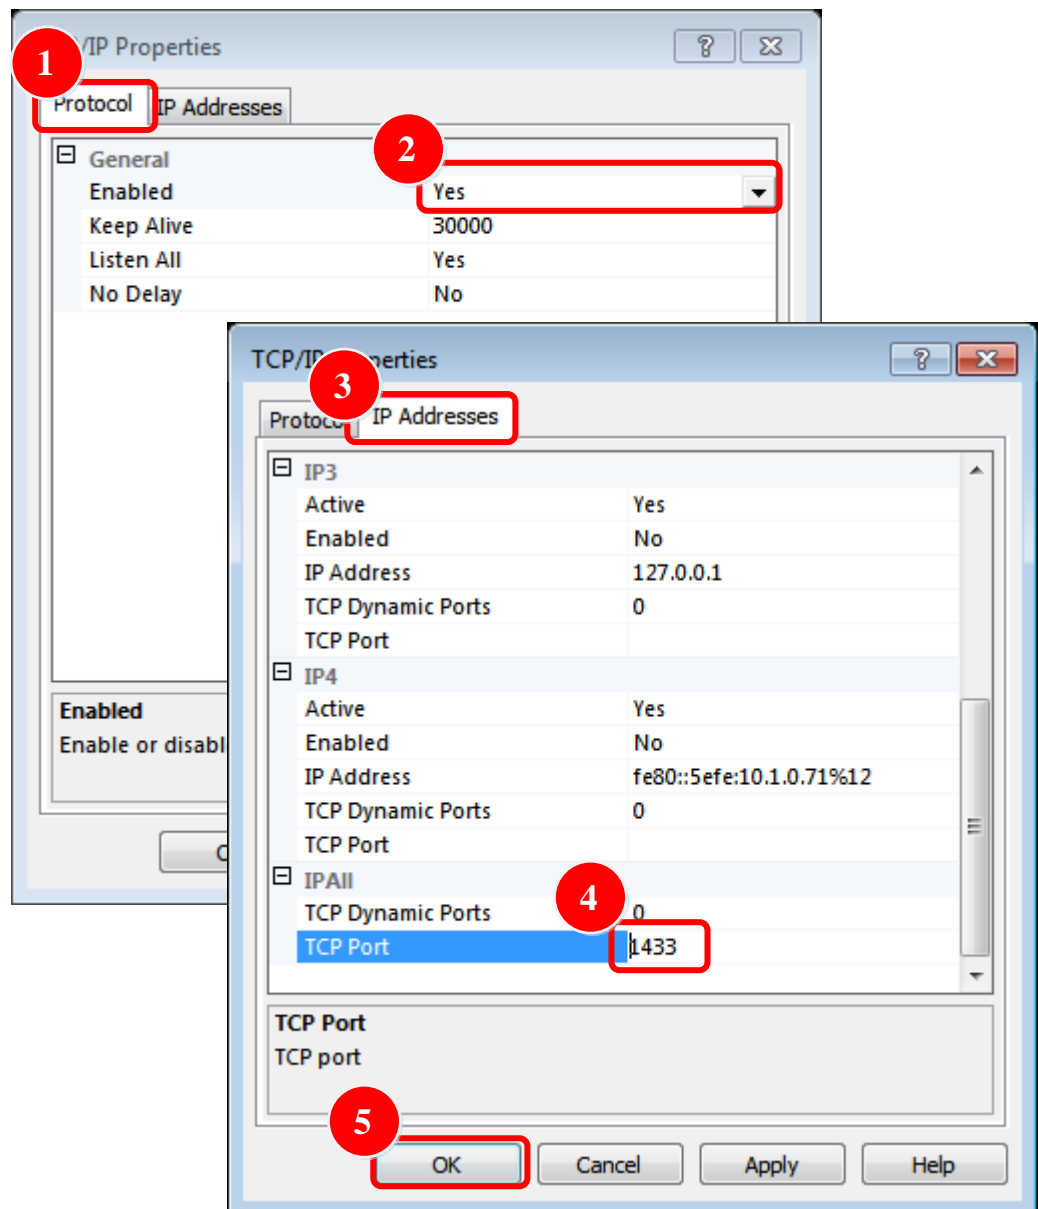 1
/IP Properties
Protocol IP Addresses
General
2
Enabled Yes
Keep Alive 30000
Listen All Yes
No Delay No
Enabled
Enable or disabl
TCP/IP perties
3
Protoco IP Addresses
IP3
Active Yes
Enabled No
IP Address 127.0.0.1
TCP Dynamic Ports 0
TCP Port
IP4
Active Yes
Enabled No
IP Address fe80::5efe:10.1.0.71%12
TCP Dynamic Ports 0
TCP Port
IPAll
4
TCP Dynamic Ports 0
TCP Port 1433
TCP Port
TCP port
5
OK Cancel Apply Help